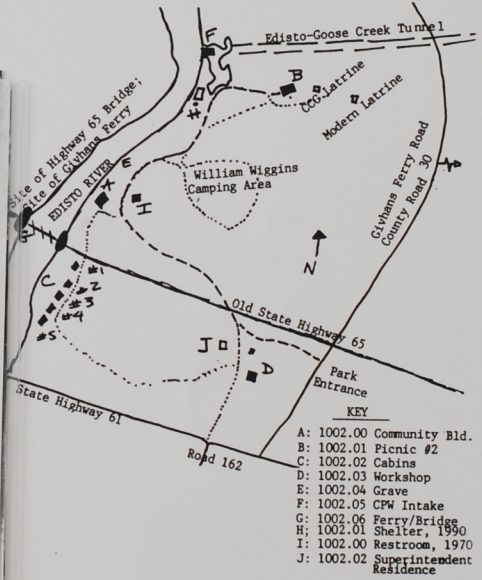 F
Edisto-Goose Creek Tunnel
B
CCC Latrine
Modern Latrine
H
Site of Highway 65 Bridge;
Site of Givhans Ferry
EDISTO RIVER
E
A
I
William Wiggins
Camping Area
Givhans Ferry Road
County Road 30
N
C
#1
#2
#3
#4
#5
Old State Highway 65
J
D
Park
Entrance
State Highway 61
Road 162
KEY
A: 1002.00 Community Bld.
B: 1002.01 Picnic #2
C: 1002.02 Cabins
D: 1002.03 Workshop
E: 1002.04 Grave
F: 1002.05 CPW Intake
G: 1002.06 Ferry/Bridge
H; 1002.01 Shelter, 1990
I: 1002.00 Restroom, 1970
J: 1002.02 Superintendent
Residence